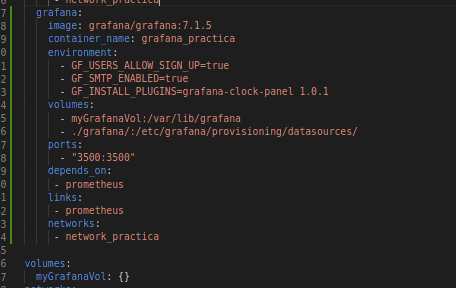 - network_practica
7 grafana:
8 image: grafana/grafana:7.1.5
9 container_name: grafana_practica
0 environment:
1 - GF_USERS_ALLOW_SIGN_UP=true
2 - GF_SMTP_ENABLED=true
3 - GF_INSTALL_PLUGINS=grafana-clock-panel 1.0.1
4 volumes:
5 - myGrafanaVol:/var/lib/grafana
6 - ./grafana/:/etc/grafana/provisioning/datasources/
7 ports:
8 - "3500:3500"
9 depends_on:
0 - prometheus
1 links:
2 - prometheus
3 networks:
4 - network_practica
5
6 volumes:
7 myGrafanaVol: {}